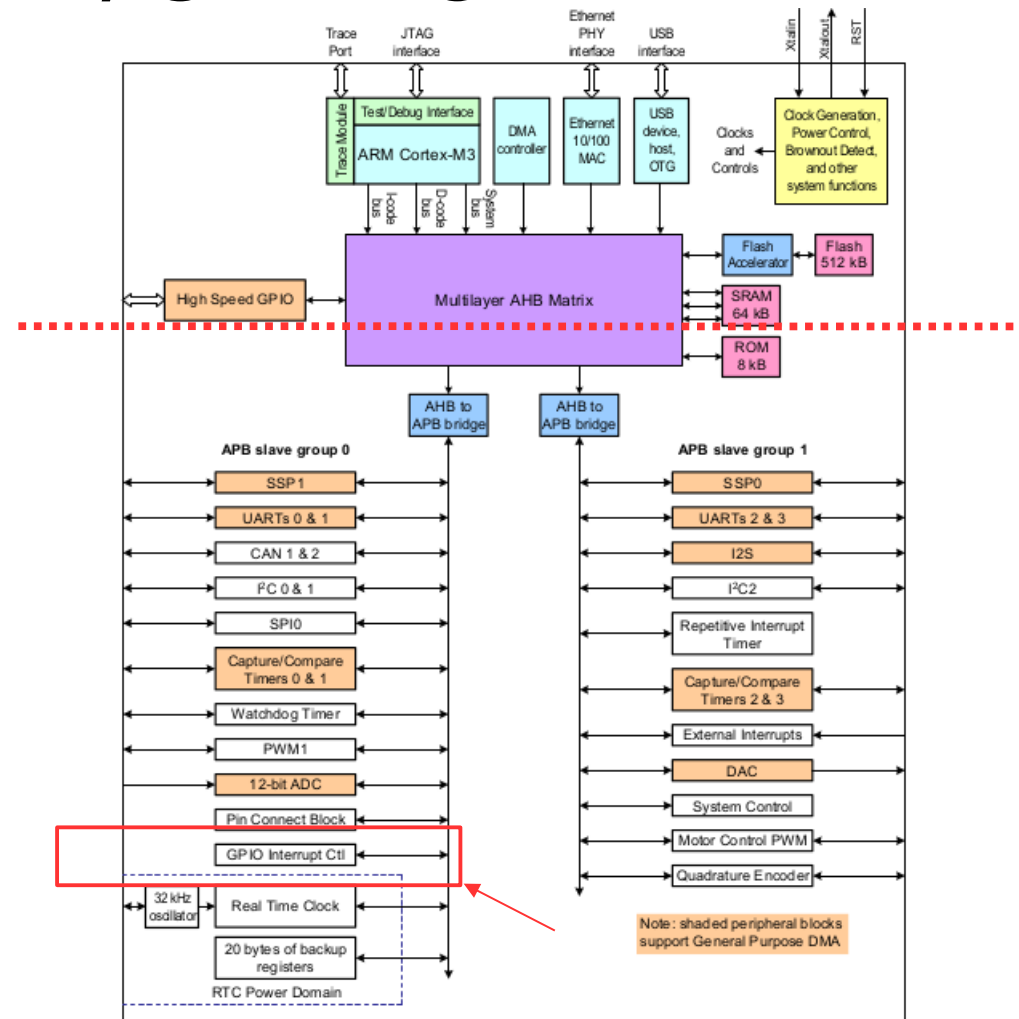 Trace
Port
JTAG
interface
Ethernet
PHY
interface
USB
interface
Xtalin
Xtalout
RST
Trace Module
Test/Debug Interface
ARM Cortex-M3
DMA
controller
Ethernet
10/100
MAC
USB
device,
host,
OTG
Clocks
and
Controls
Clock Generation,
Power Control,
Brownout Detect,
and other
system functions
I-code
bus
D-code
bus
System
bus
Flash
Accelerator
Flash
512 kB
High Speed GPIO
Multilayer AHB Matrix
SRAM
64 kB
ROM
8 kB
AHB to
APB bridge
AHB to
APB bridge
APB slave group 0
SSP1
UARTs 0 & 1
CAN 1 & 2
I²C 0 & 1
SPI0
Capture/Compare
Timers 0 & 1
Watchdog Timer
PWM1
12-bit ADC
Pin Connect Block
GPIO Interrupt Ctl
32 kHz
oscillator
Real Time Clock
20 bytes of backup
registers
RTC Power Domain
APB slave group 1
SSP0
UARTs 2 & 3
I2S
I²C2
Repetitive Interrupt
Timer
Capture/Compare
Timers 2 & 3
External Interrupts
DAC
System Control
Motor Control PWM
Quadrature Encoder
Note: shaded peripheral blocks
support General Purpose DMA